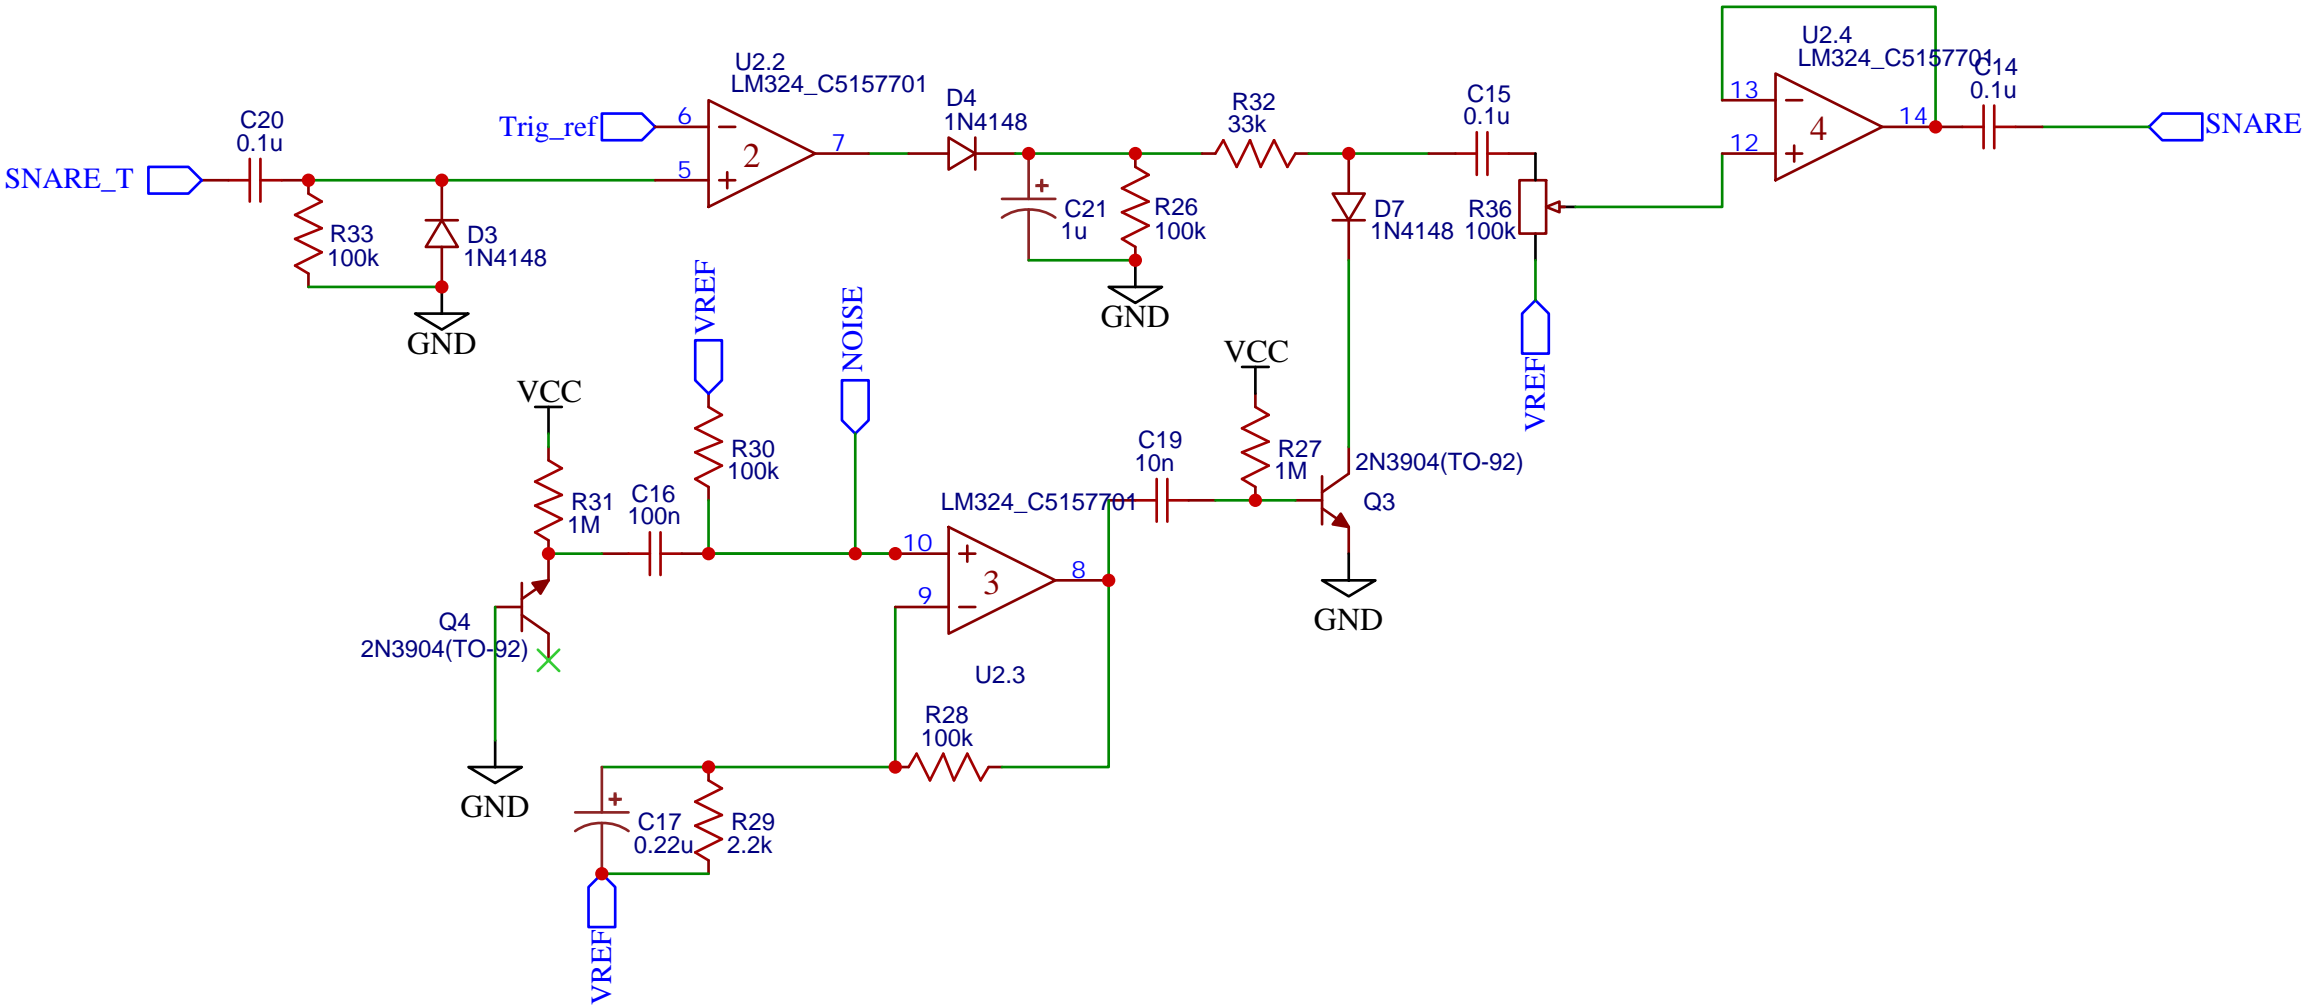 U2.4
LM324_C5157701
C14
0.1u
13
12
14
4
SNARE
U2.2
LM324_C5157701
Trig_ref
6
5
7
2
D4
1N4148
R32
33k
C15
0.1u
C20
0.1u
SNARE_T
R33
100k
D3
1N4148
GND
C21
1u
R26
100k
GND
D7
1N4148
R36
100k
VREF
VREF
NOISE
VCC
R31
1M
C16
100n
R30
100k
VCC
R27
1M
C19
10n
2N3904(TO-92)
Q3
GND
LM324_C5157701
10
9
8
3
U2.3
Q4
2N3904(TO-92)
GND
R28
100k
C17
0.22u
R29
2.2k
VREF